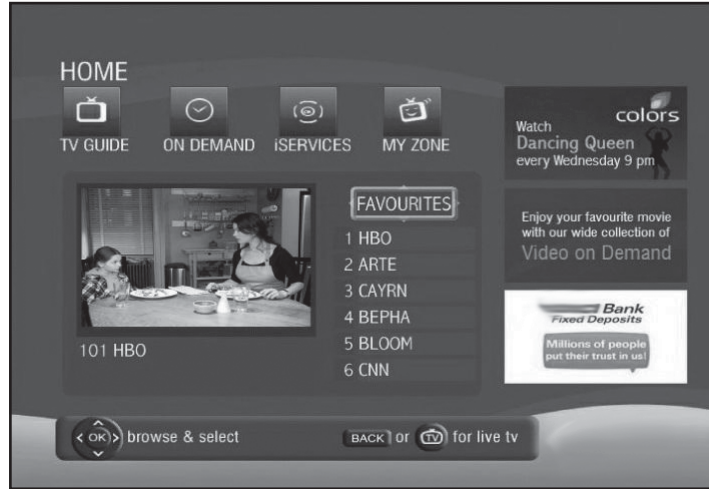 HOME
TV GUIDE
ON DEMAND
iSERVICES
MY ZONE
101 HBO
FAVOURITES
1 HBO
2 ARTE
3 CAYRN
4 BEPHA
5 BLOOM
6 CNN
colors
Watch
Dancing Queen
every Wednesday 9 pm
Enjoy your favourite movie
with our wide collection of
Video on Demand
Bank
Fixed Deposits
Millions of people
put their trust in us!
OK browse & select
BACK or TV for live tv